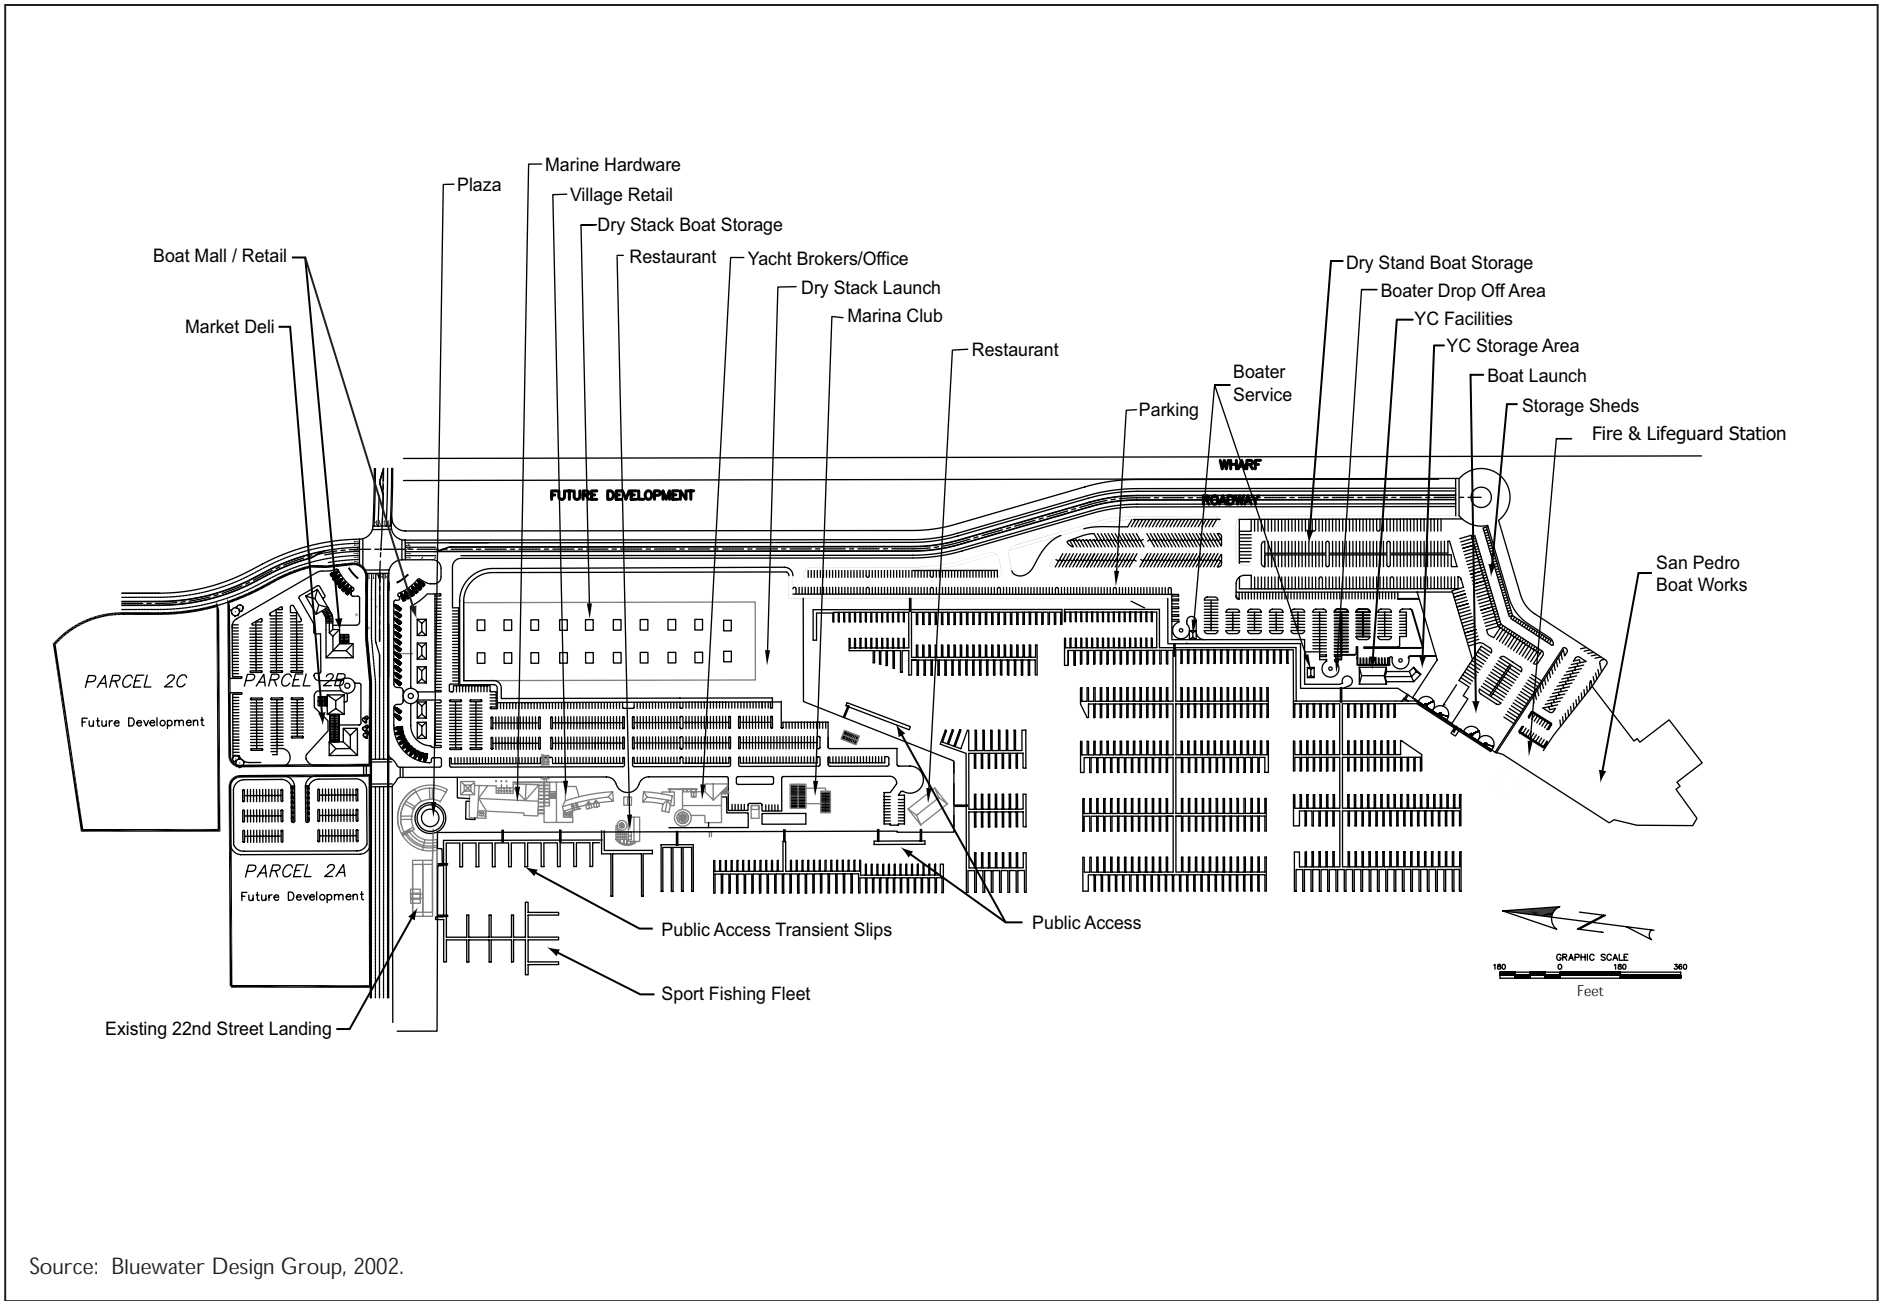 Marine Hardware
Plaza
Village Retail
Dry Stack Boat Storage
Boat Mall / Retail
Restaurant
Yacht Brokers/Office
Dry Stand Boat Storage
Dry Stack Launch
Boater Drop Off Area
Marina Club
YC Facilities
Market Deli
YC Storage Area
Restaurant
Boater
Service
Boat Launch
Parking
Storage Sheds
Fire & Lifeguard Station
WHARF
FUTURE DEVELOPMENT
ROADWAY
San Pedro
Boat Works
PARCEL 2C
PARCEL 2B
Future Development
PARCEL 2A
Future Development
Public Access Transient Slips
Public Access
Sport Fishing Fleet
Existing 22nd Street Landing
N
GRAPHIC SCALE
180 0 180 360
Feet
Source: Bluewater Design Group, 2002.